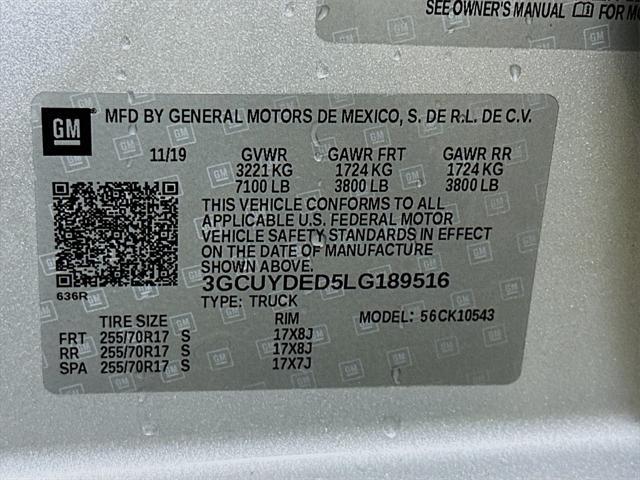 SEE OWNER'S MANUAL
GM
MFD BY GENERAL MOTORS DE MEXICO, S. DE R.L. DE C.V.
11/19 GVWR GAWR FRT GAWR RR
3221 KG 1724 KG 1724 KG
7100 LB 3800 LB 3800 LB
THIS VEHICLE CONFORMS TO ALL
APPLICABLE U.S. FEDERAL MOTOR
VEHICLE SAFETY STANDARDS IN EFFECT
ON THE DATE OF MANUFACTURE
SHOWN ABOVE.
636R
3GCUYDED5LG189516
TYPE: TRUCK
MODEL: 56CK10543
TIRE SIZE RIM
FRT 255/70R17 S 17X8J
RR 255/70R17 S 17X8J
SPA 255/70R17 S 17X7J